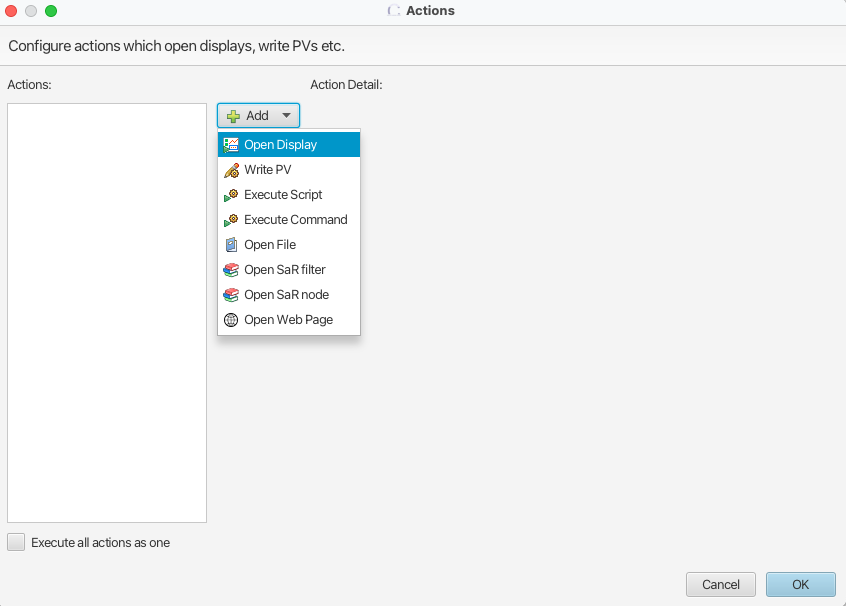 Actions
Configure actions which open displays, write PVs etc.
Actions:
Action Detail:
Add
Open Display
Write PV
Execute Script
Execute Command
Open File
Open SaR filter
Open SaR node
Open Web Page
Execute all actions as one
Cancel
OK